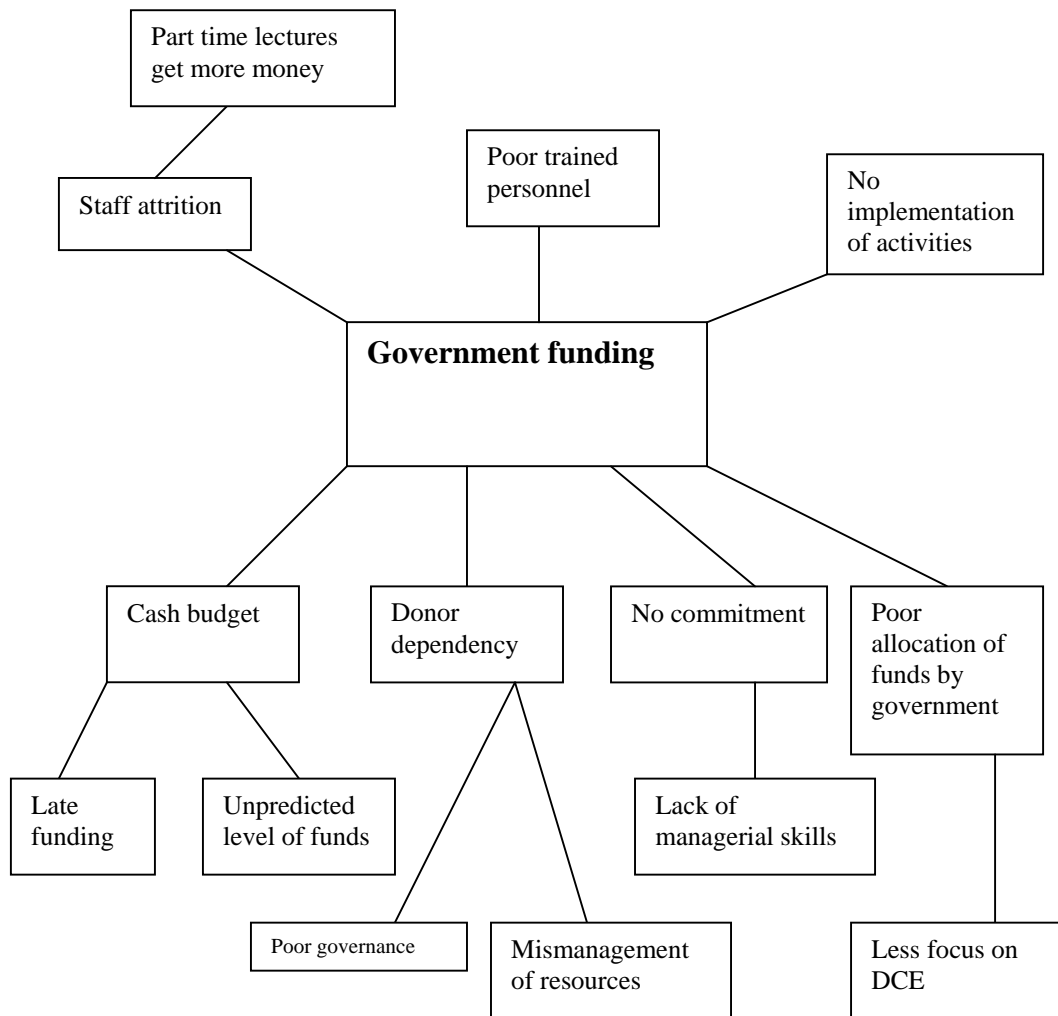 Part time lectures
get more money
Poor trained
personnel
No
implementation
of activities
Staff attrition
Government funding
Cash budget
Donor
dependency
No commitment
Poor
allocation of
funds by
government
Late
funding
Unpredicted
level of funds
Lack of
managerial skills
Poor governance
Mismanagement
of resources
Less focus on
DCE